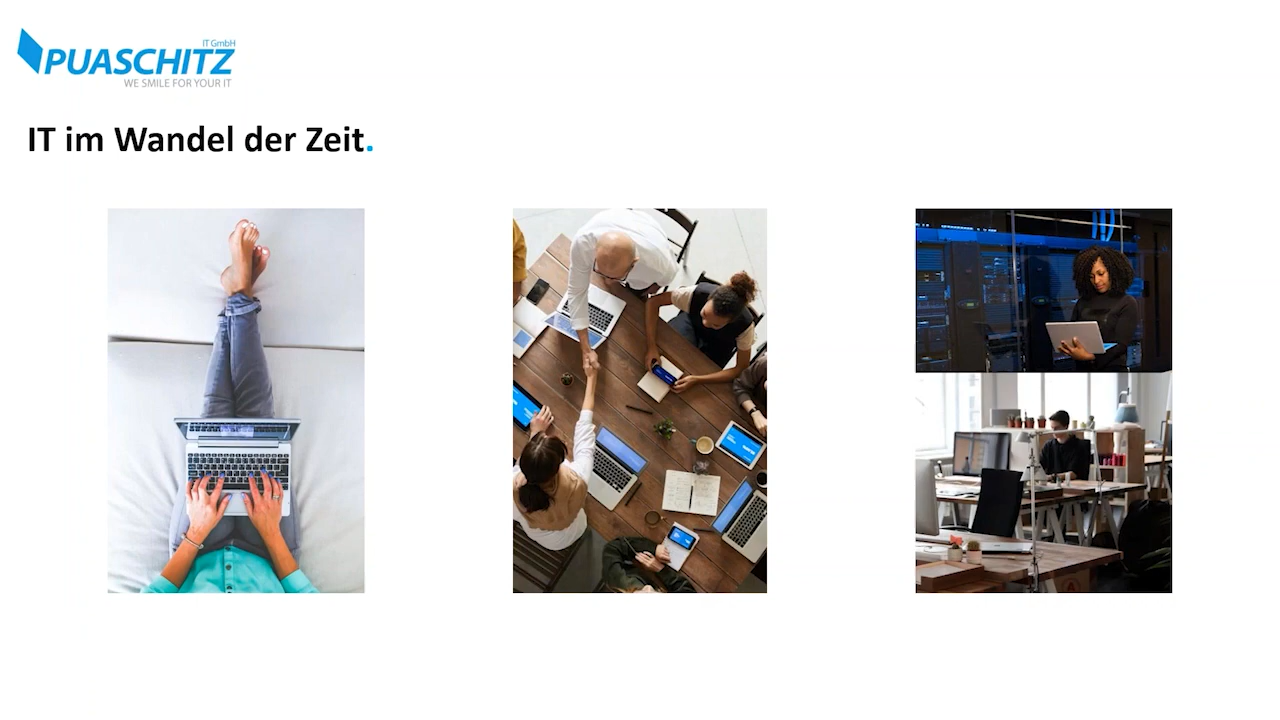 IT GmbH
PUASCHITZ
WE SMILE FOR YOUR IT
IT im Wandel der Zeit.